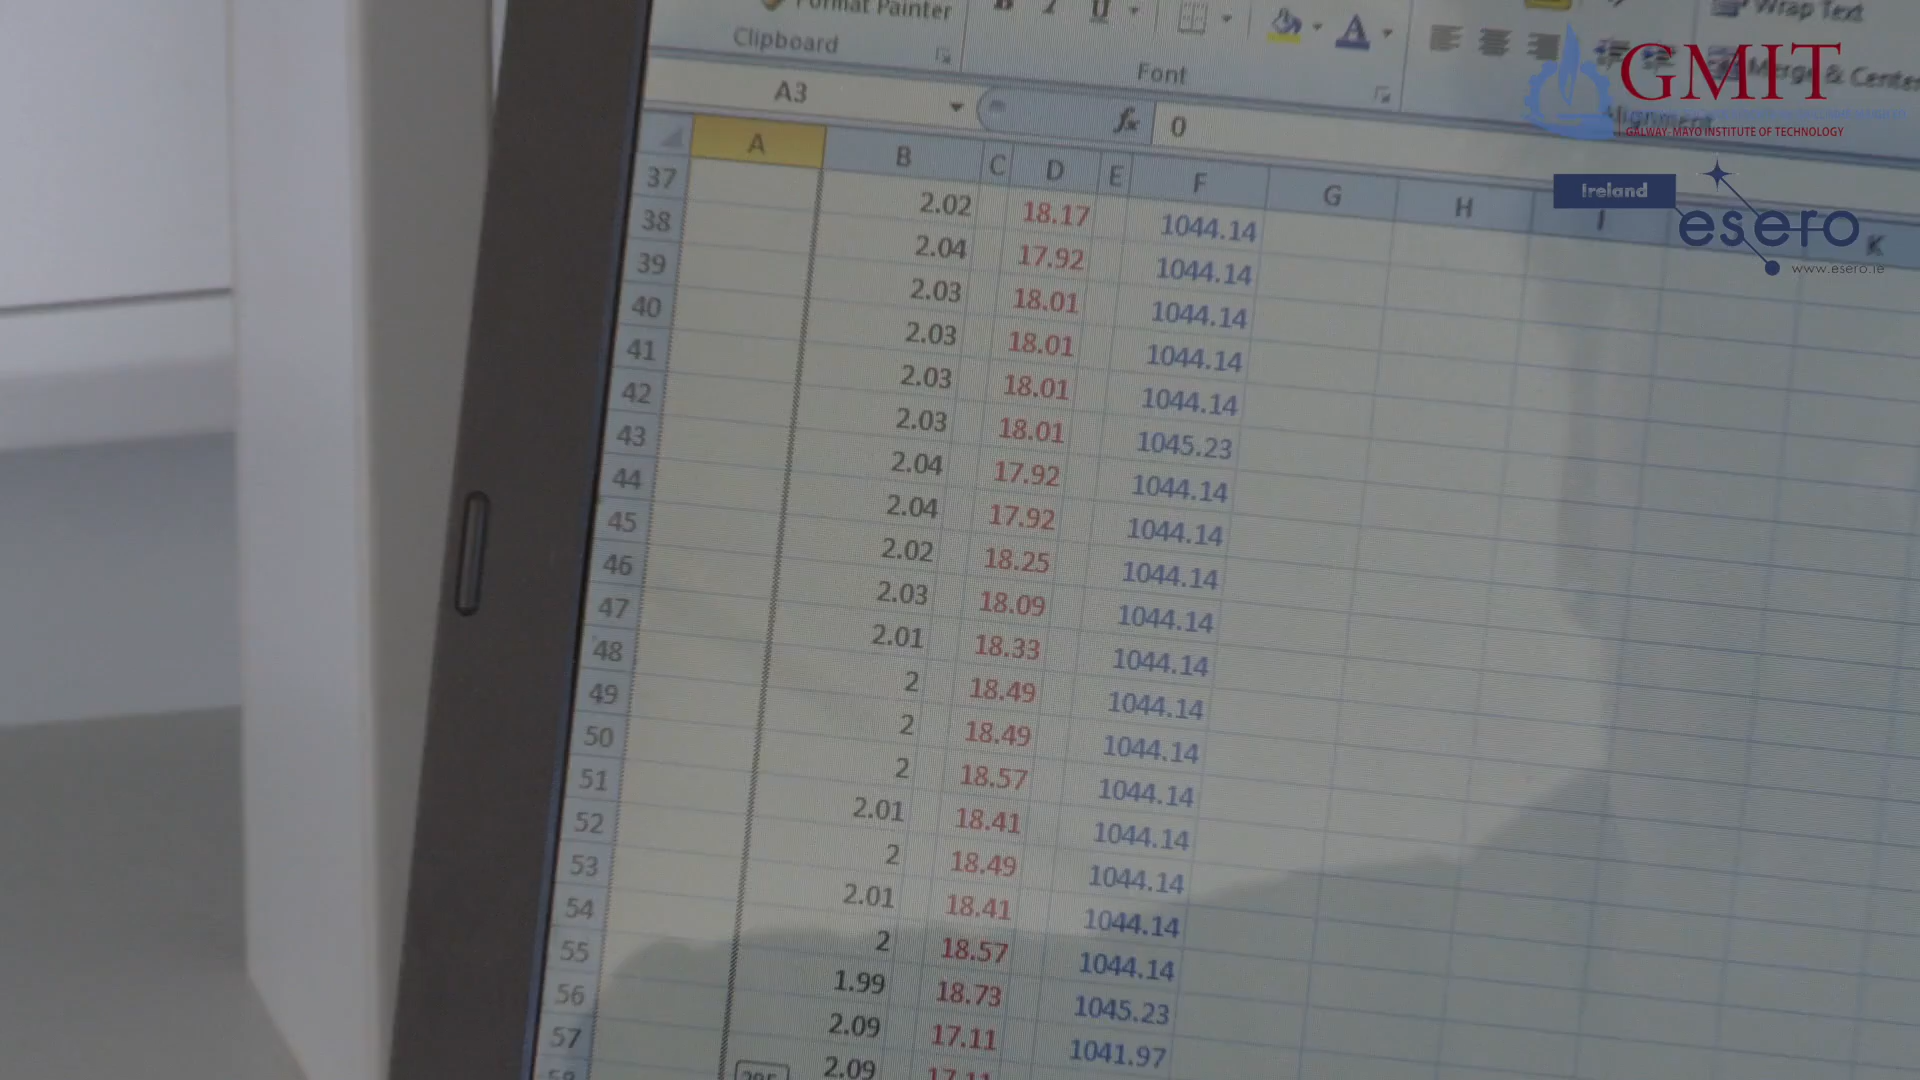 Format Painter
Wrap Text
Clipboard
Font
Merge & Center
Alignment
GMIT
GALWAY-MAYO INSTITUTE OF TECHNOLOGY
A3 fx 0
Ireland
esero
www.esero.ie
A B C D E F G H I K
37 2.02 18.17 1044.14
38 2.04 17.92 1044.14
39 2.03 18.01 1044.14
40 2.03 18.01 1044.14
41 2.03 18.01 1044.14
42 2.03 18.01 1045.23
43 2.04 17.92 1044.14
44 2.04 17.92 1044.14
45 2.02 18.25 1044.14
46 2.03 18.09 1044.14
47 2.01 18.33 1044.14
48 2 18.49 1044.14
49 2 18.49 1044.14
50 2 18.57 1044.14
51 2.01 18.41 1044.14
52 2 18.49 1044.14
53 2.01 18.41 1044.14
54 2 18.57 1044.14
55 1.99 18.73 1045.23
56 2.09 17.11 1041.97
57 2.09 17.11